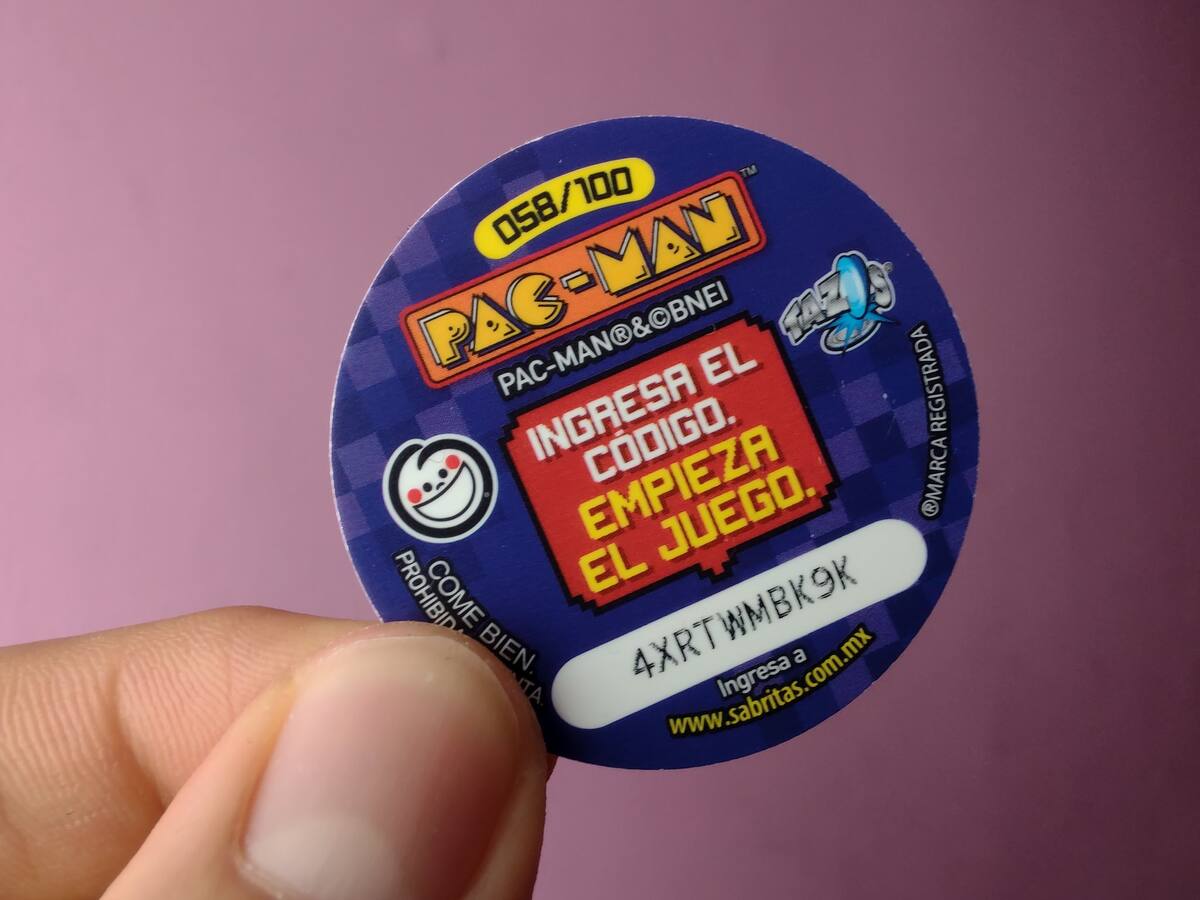 058/100
PAC-MAN™
PAC-MAN®&©BNEI
TAZOS®
®MARCA REGISTRADA
INGRESA EL
CÓDIGO.
EMPIEZA
EL JUEGO.
COME BIEN.
4XRTWMBK9K
Ingresa a
www.sabritas.com.mx